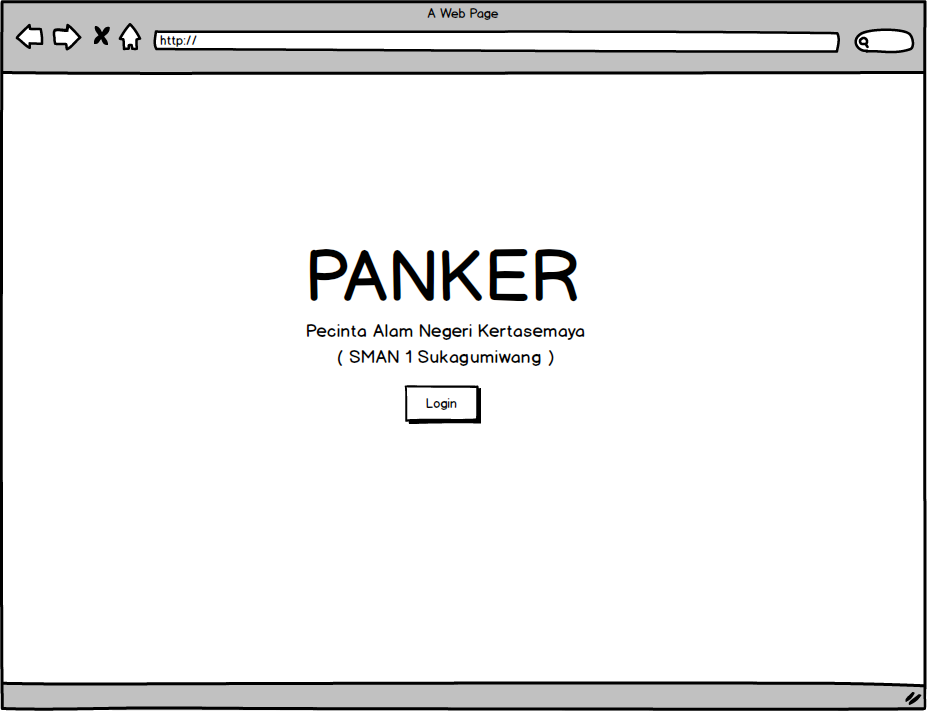 A Web Page
http://
PANKER
Pecinta Alam Negeri Kertasemaya
( SMAN 1 Sukagumiwang )
Login